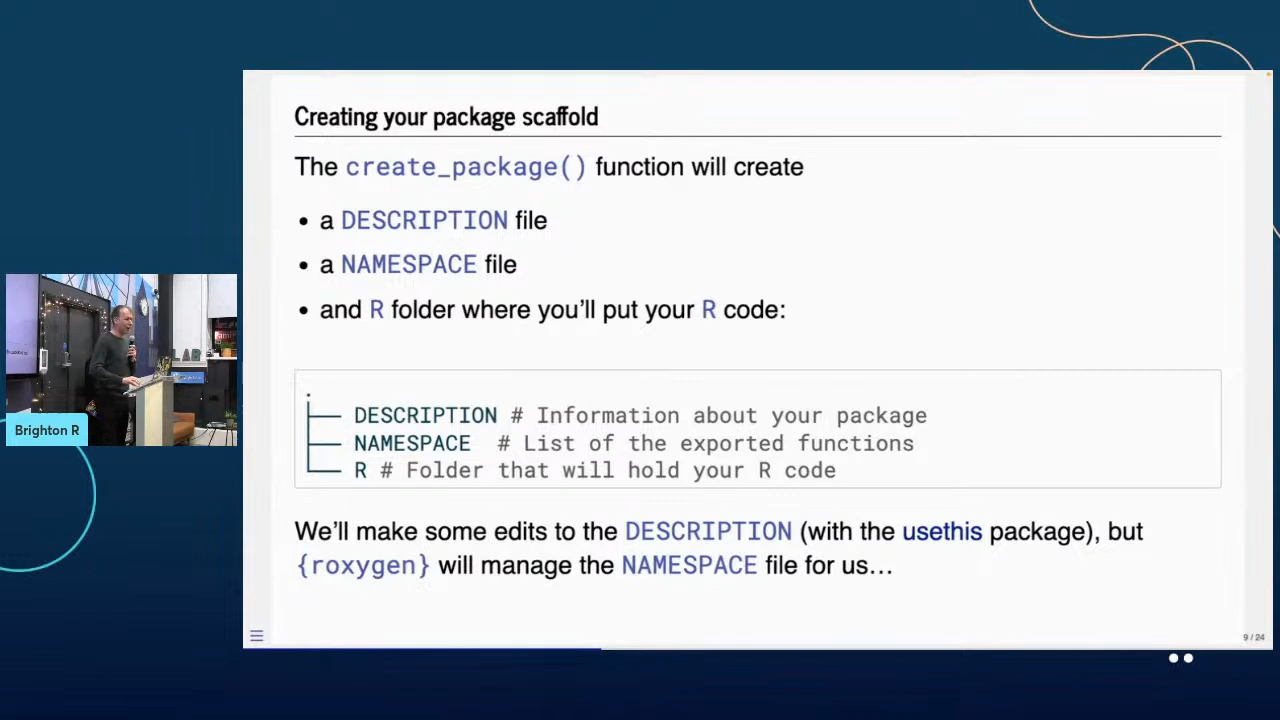 Creating your package scaffold
The create_package() function will create
• a DESCRIPTION file
• a NAMESPACE file
• and R folder where you’ll put your R code:
.
├── DESCRIPTION # Information about your package
├── NAMESPACE # List of the exported functions
└── R # Folder that will hold your R code
We’ll make some edits to the DESCRIPTION (with the usethis package), but
{roxygen} will manage the NAMESPACE file for us…
9 / 24
LAB
Brighton R